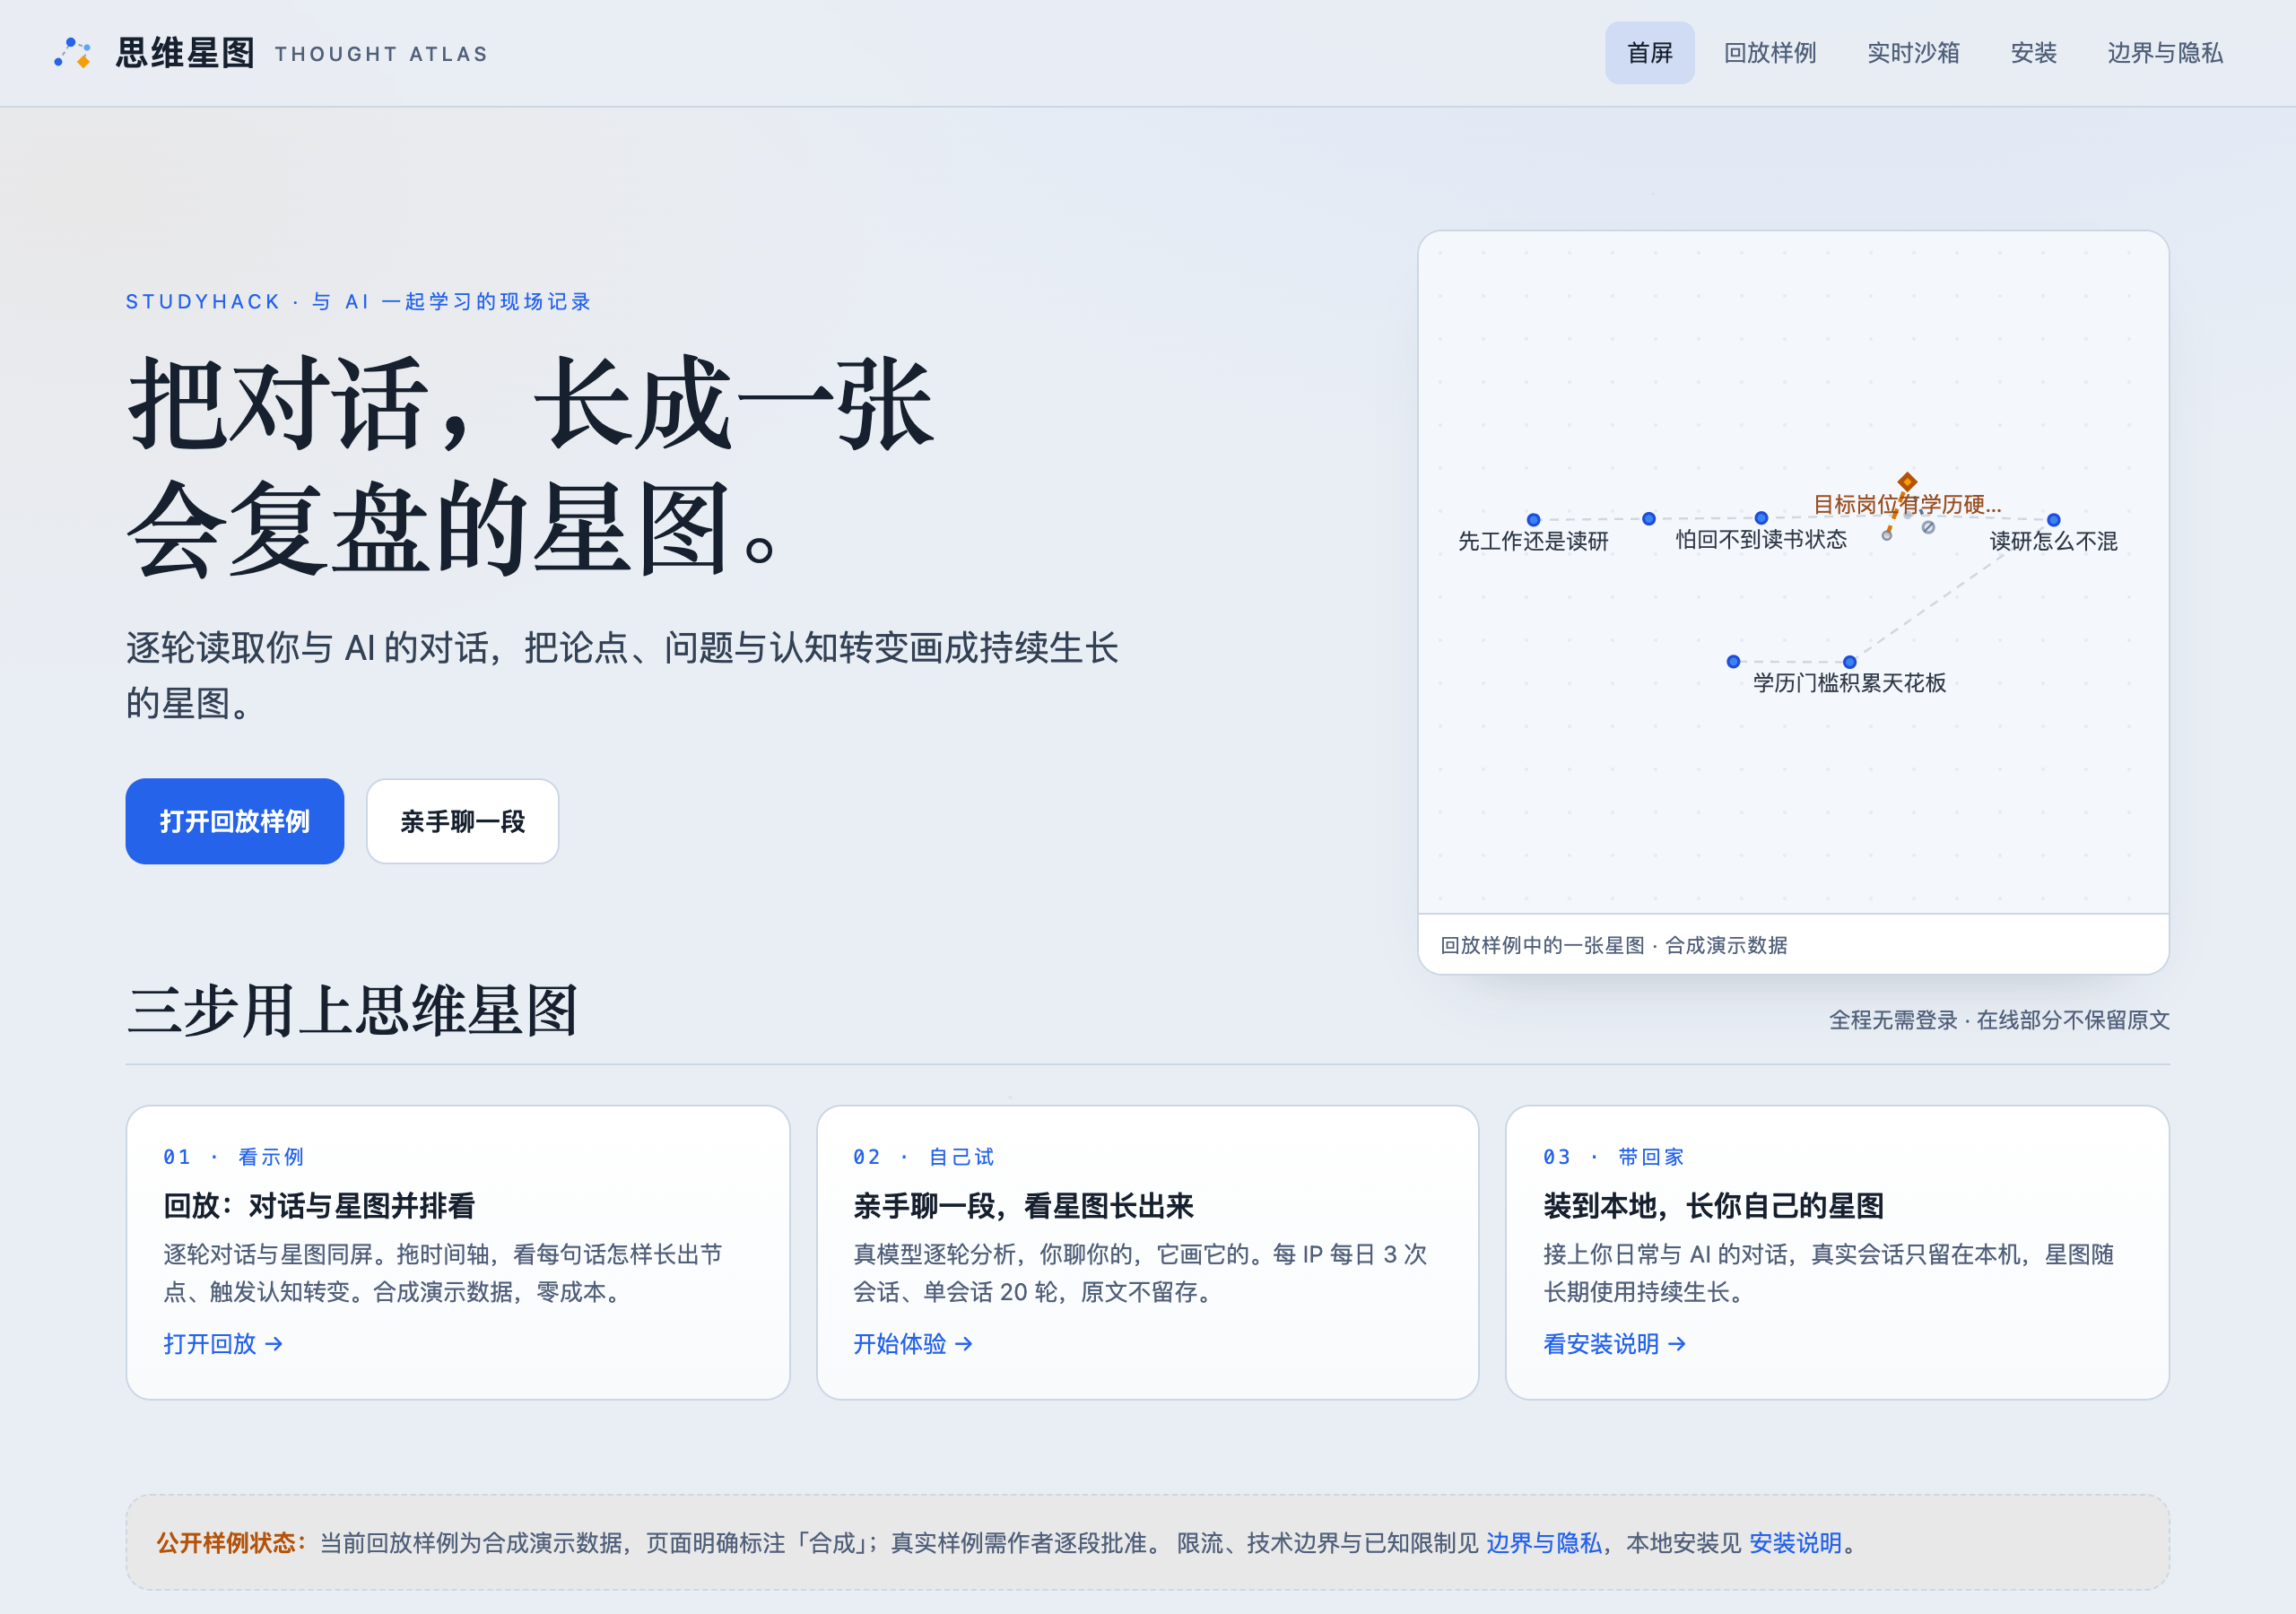 思维星图 THOUGHT ATLAS
首屏 回放样例 实时沙箱 安装 边界与隐私
STUDYHACK · 与 AI 一起学习的现场记录
把对话，长成一张
会复盘的星图。
逐轮读取你与 AI 的对话，把论点、问题与认知转变画成持续生长
的星图。
打开回放样例 亲手聊一段
目标岗位有学历硬...
先工作还是读研
怕回不到读书状态
读研怎么不混
学历门槛积累天花板
回放样例中的一张星图 · 合成演示数据
三步用上思维星图
全程无需登录 · 在线部分不保留原文
01 · 看示例
回放：对话与星图并排看
逐轮对话与星图同屏。拖时间轴，看每句话怎样长出节
点、触发认知转变。合成演示数据，零成本。
打开回放 →
02 · 自己试
亲手聊一段，看星图长出来
真模型逐轮分析，你聊你的，它画它的。每 IP 每日 3 次
会话、单会话 20 轮，原文不留存。
开始体验 →
03 · 带回家
装到本地，长你自己的星图
接上你日常与 AI 的对话，真实会话只留在本机，星图随
长期使用持续生长。
看安装说明 →
公开样例状态：当前回放样例为合成演示数据，页面明确标注「合成」；真实样例需作者逐段批准。 限流、技术边界与已知限制见 边界与隐私，本地安装见 安装说明。